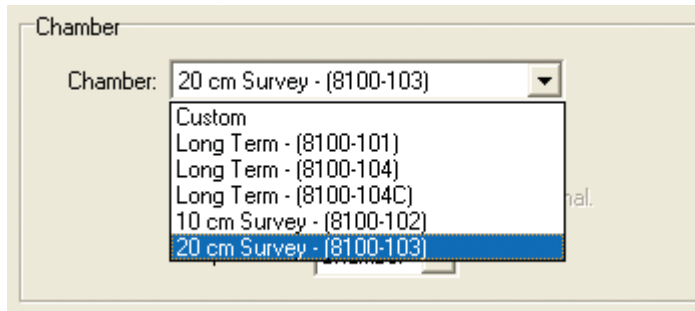 Chamber
Chamber: 20 cm Survey - (8100-103)
Custom
Long Term - (8100-101)
Long Term - (8100-104)
Long Term - (8100-104C)
10 cm Survey - (8100-102)
20 cm Survey - (8100-103)